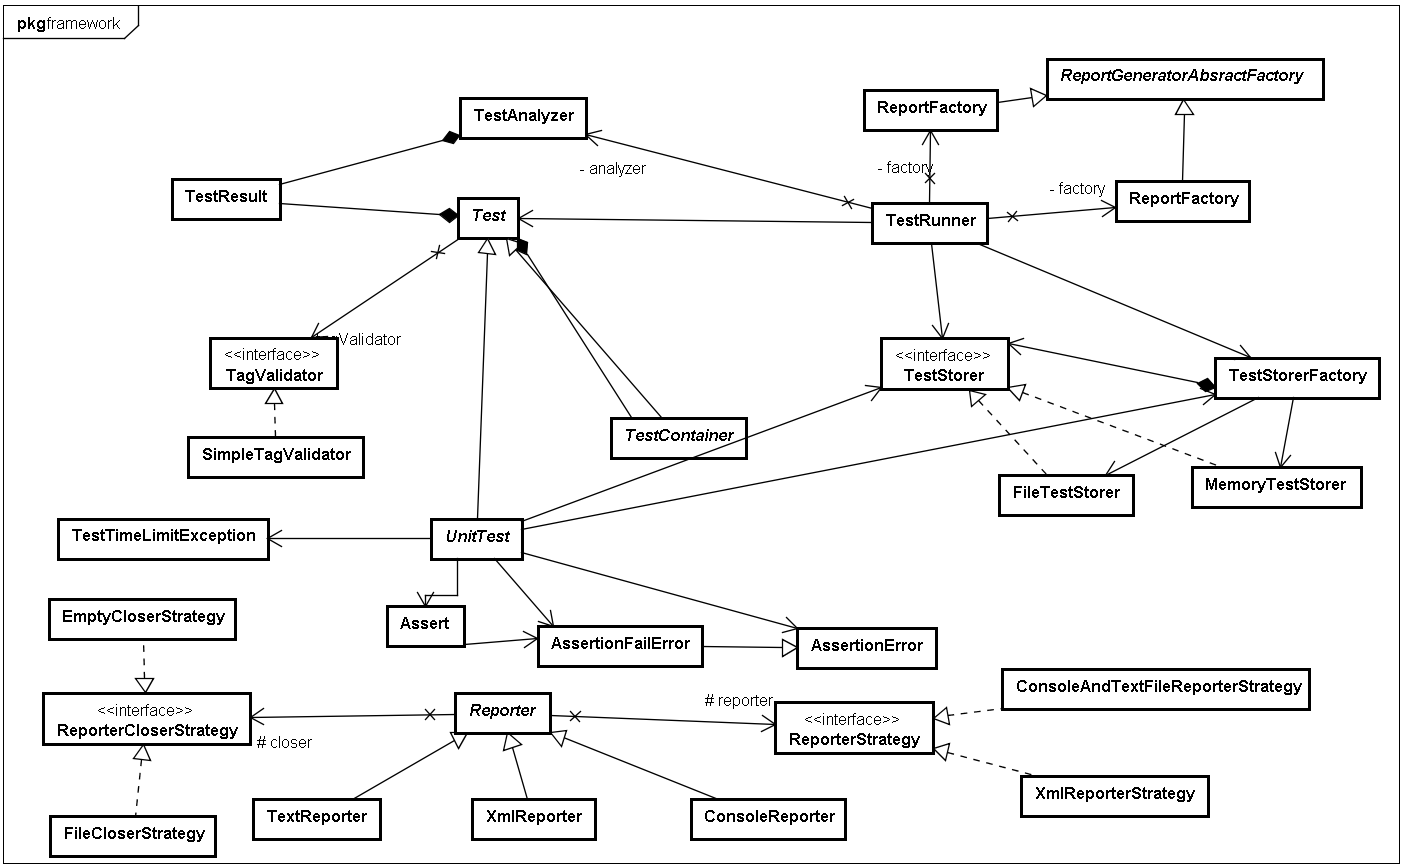 pkgframework
ReportGeneratorAbsractFactory
ReportFactory
TestAnalyzer
- analyzer
- factory
TestResult
Test
TestRunner
- factory
ReportFactory
Validator
<<interface>>
TagValidator
<<interface>>
TestStorer
TestStorerFactory
SimpleTagValidator
TestContainer
FileTestStorer
MemoryTestStorer
TestTimeLimitException
UnitTest
EmptyCloserStrategy
Assert
AssertionFailError
AssertionError
<<interface>>
ReporterCloserStrategy
# closer
Reporter
# reporter
<<interface>>
ReporterStrategy
ConsoleAndTextFileReporterStrategy
XmlReporterStrategy
TextReporter
XmlReporter
ConsoleReporter
FileCloserStrategy